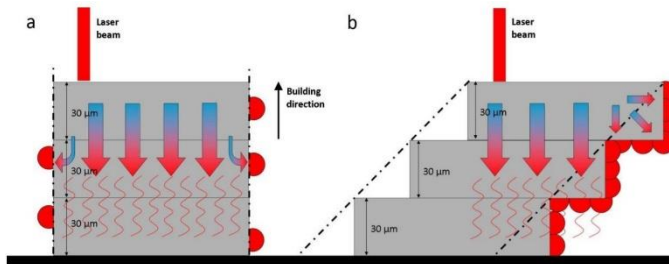 a
Laser
beam
Building
direction
30 µm
30 µm
30 µm
b
Laser
beam
30 µm
30 µm
30 µm